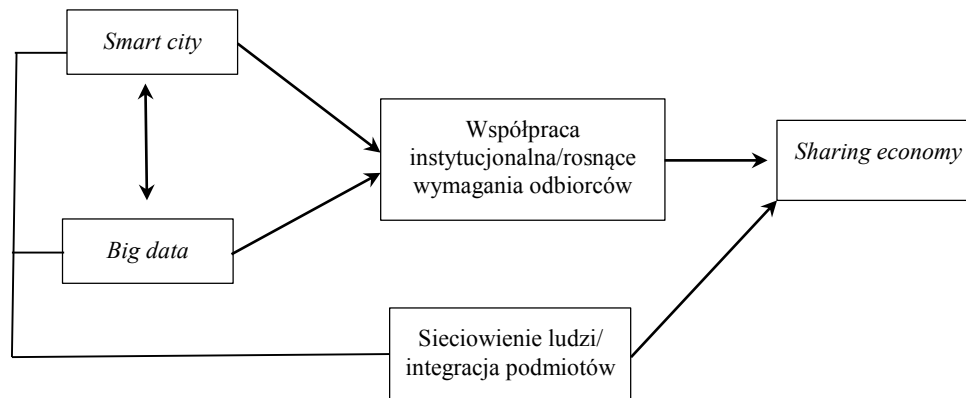 Smart city
Współpraca
instytucjonalna/rosnące
wymagania odbiorców
Sharing economy
Big data
Sieciowienie ludzi/
integracja podmiotów